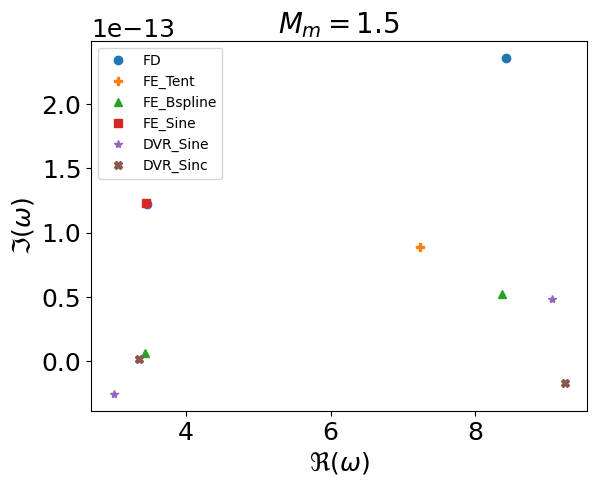 M_m = 1.5
1e−13
FD
FE_Tent
FE_Bspline
FE_Sine
DVR_Sine
DVR_Sinc
2.0
1.5
1.0
0.5
0.0
ℑ(ω)
4 6 8
ℜ(ω)